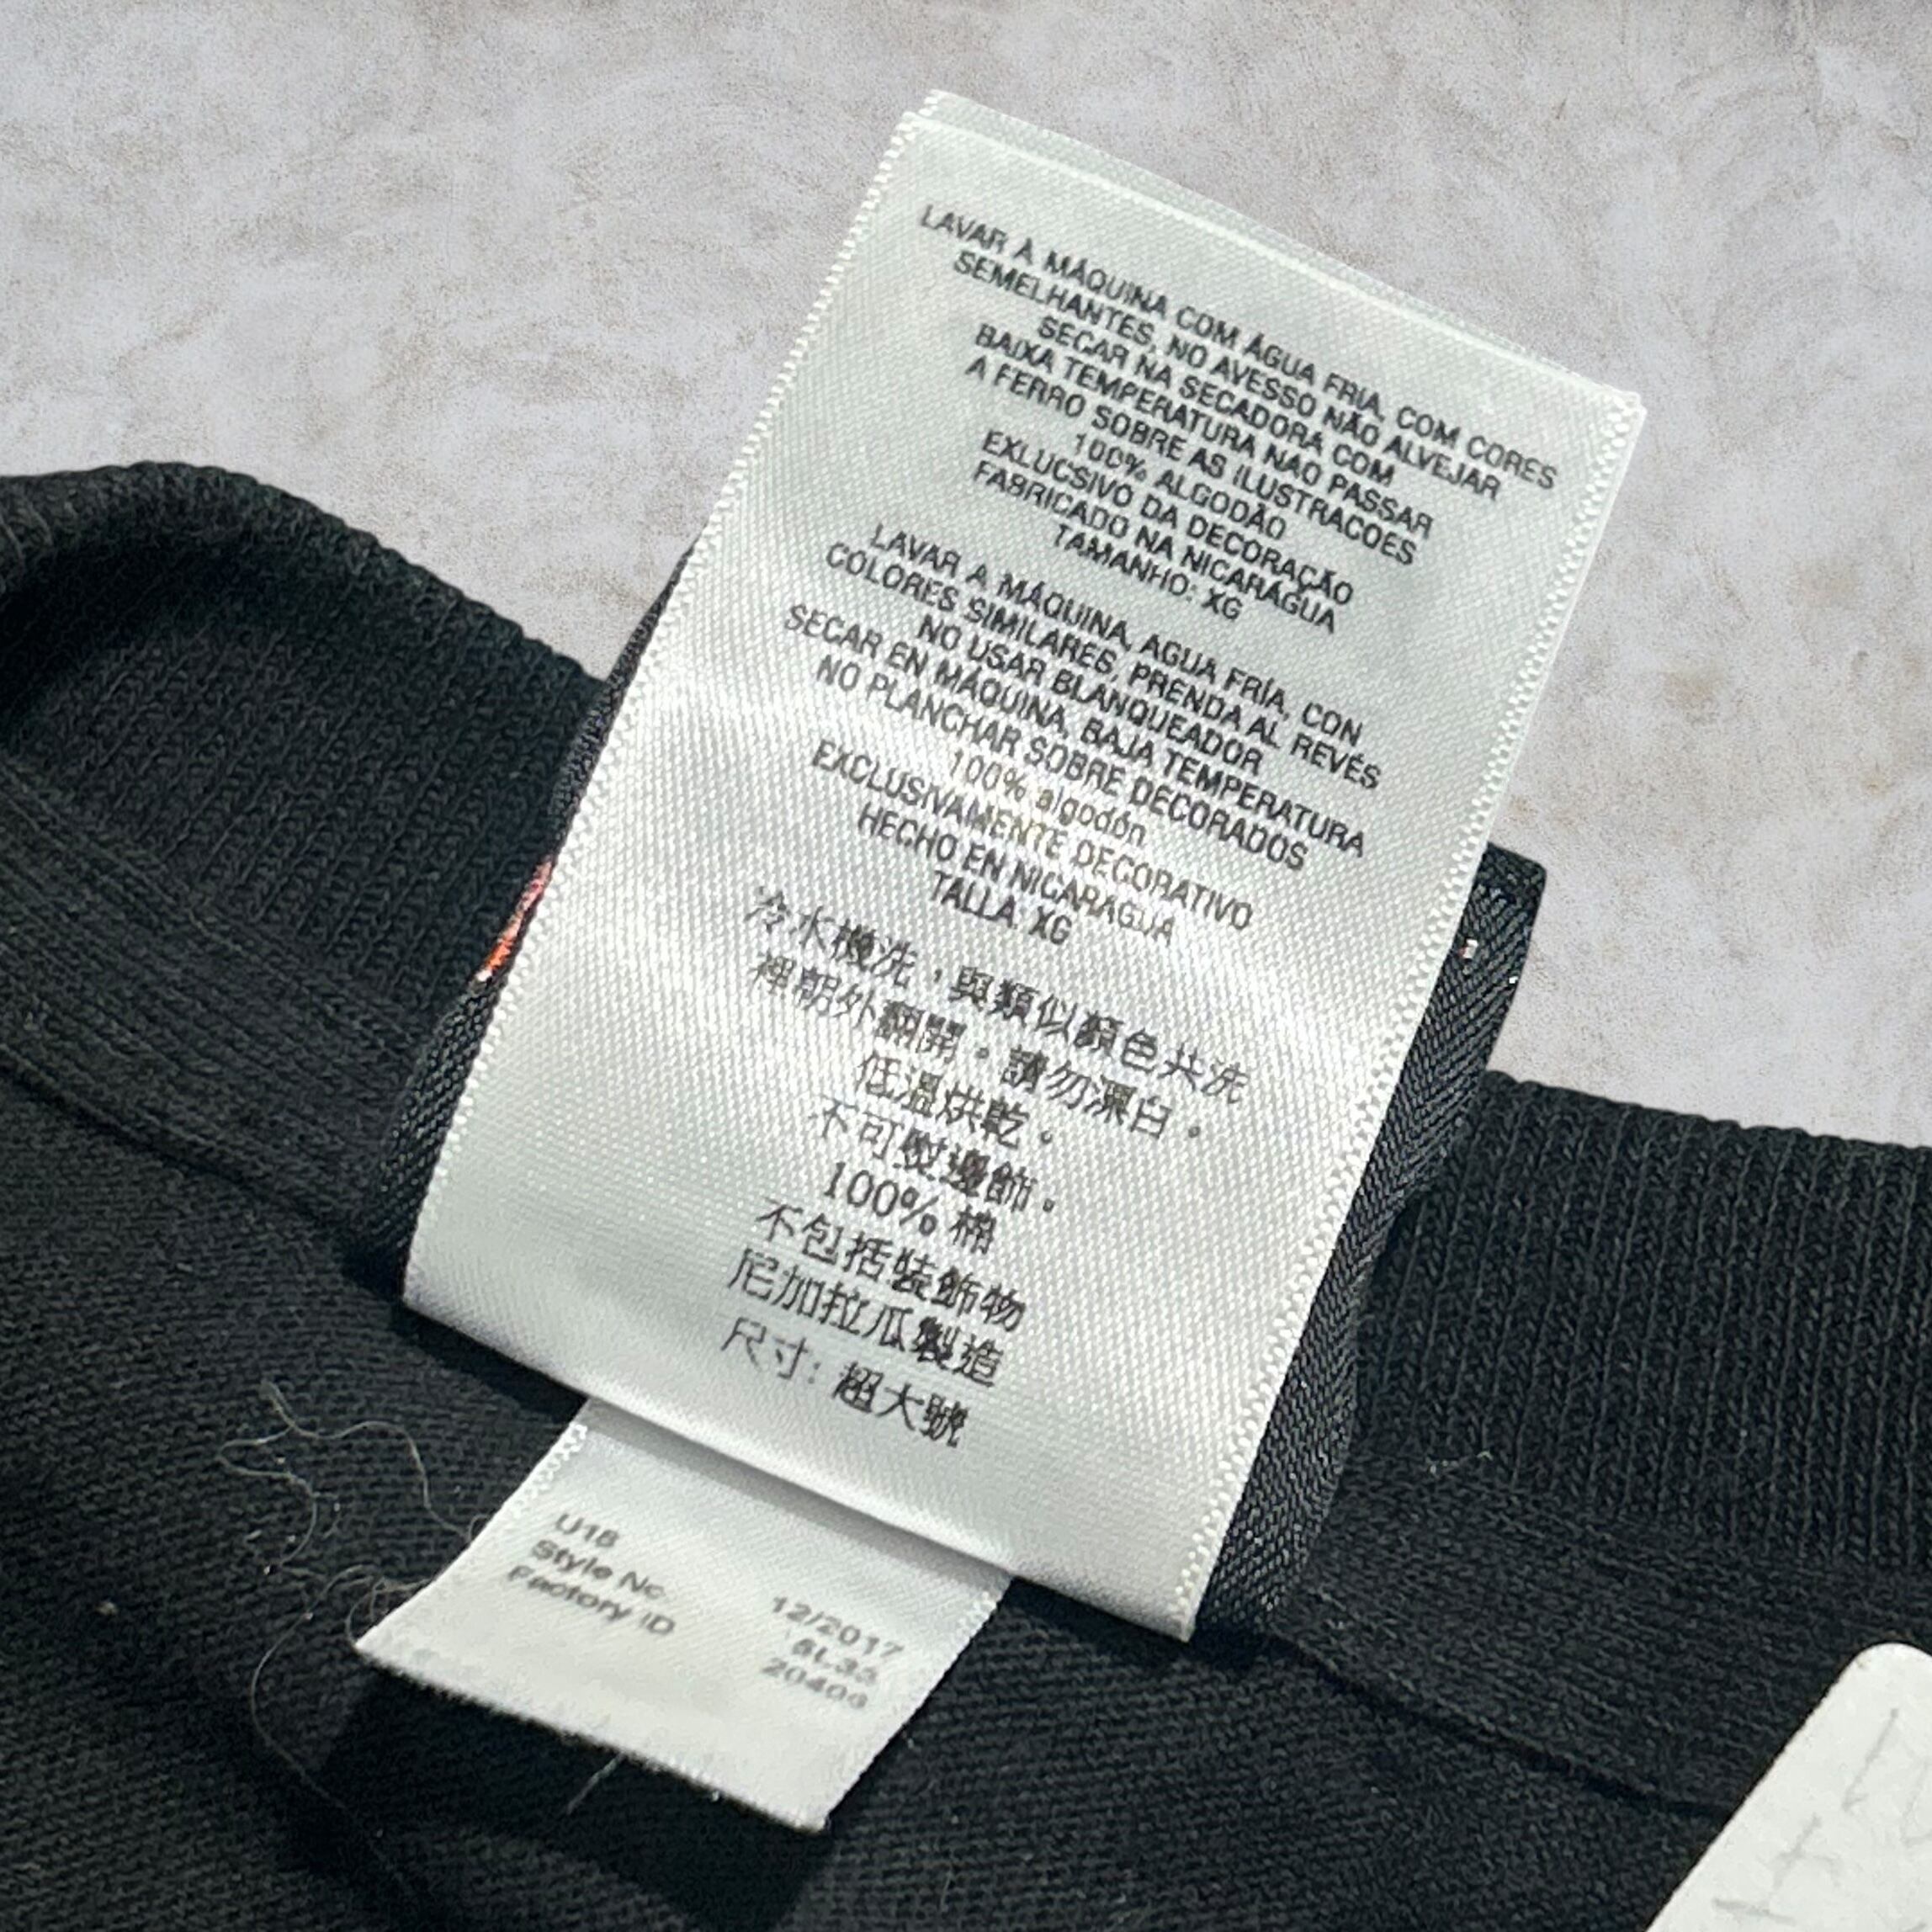 LAVAR À MÁQUINA COM ÁGUA FRIA, COM CORES
SEMELHANTES, NO AVESSO NÃO ALVEJAR
SECAR NA SECADORA COM
BAIXA TEMPERATURA NAO PASSAR
A FERRO SOBRE AS ILUSTRACOES
100% ALGODÃO
EXLUCSIVO DA DECORAÇÃO
FABRICADO NA NICARÁGUA
TAMANHO: XG
LAVAR A MÁQUINA, AGUA FRÍA, CON
COLORES SIMILARES, PRENDA AL REVÉS
NO USAR BLANQUEADOR
SECAR EN MÁQUINA, BAJA TEMPERATURA
NO PLANCHAR SOBRE DECORADOS
100% algodón
EXCLUSIVAMENTE DECORATIVO
HECHO EN NICARAGUA
TALLA: XG
冷水機洗，與類似顏色共洗
裡朝外翻開。請勿漂白。
低溫烘乾。
不可熨邊飾。
100% 棉
不包括裝飾物
尼加拉瓜製造
尺寸: 超大號
U18 12/2017
Style No.
Factory ID